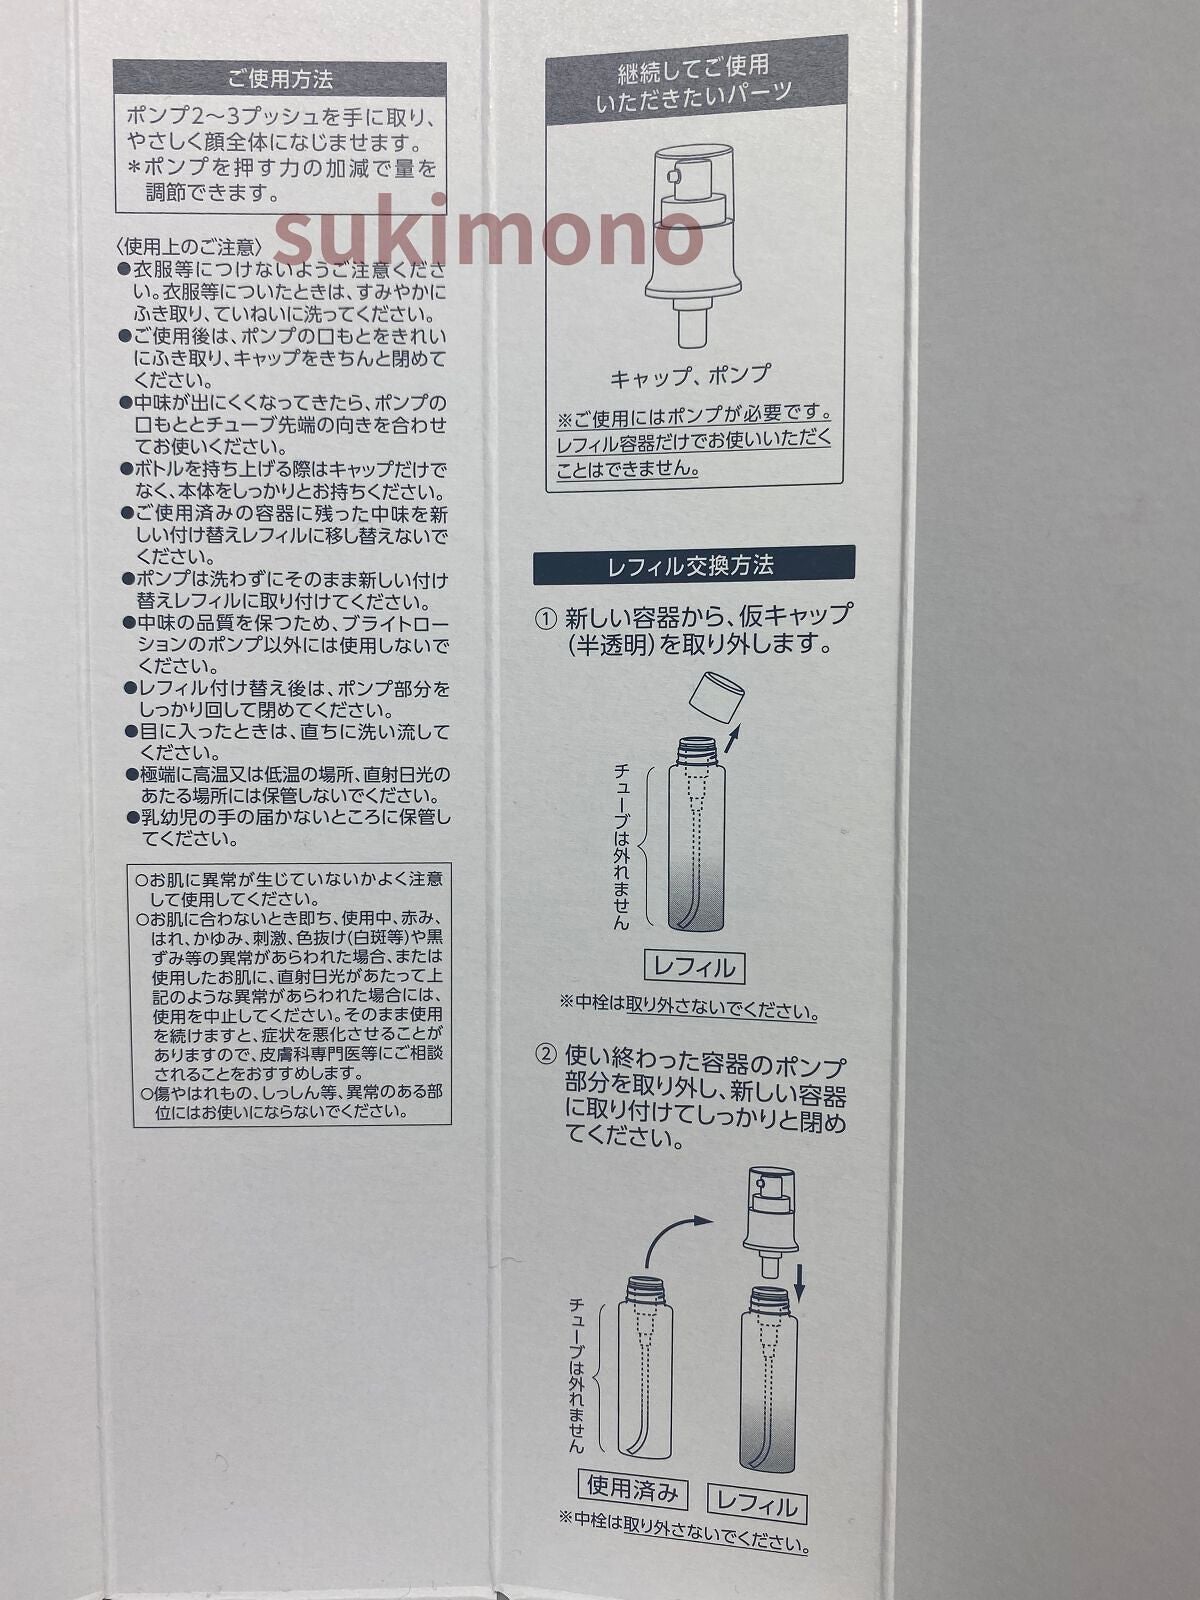 ご使用方法
ポンプ2〜3プッシュを手に取り、
やさしく顔全体になじませます。
＊ポンプを押す力の加減で量を
調節できます。
sukimono
〈使用上のご注意〉
●衣服等につけないようご注意くださ
い。衣服等についたときは、すみやかに
ふき取り、ていねいに洗ってください。
●ご使用後は、ポンプの口もとをきれい
にふき取り、キャップをきちんと閉めて
ください。
●中味が出にくくなってきたら、ポンプの
口もととチューブ先端の向きを合わせ
てお使いください。
●ボトルを持ち上げる際はキャップだけで
なく、本体をしっかりとお持ちください。
●ご使用済みの容器に残った中味を新
しい付け替えレフィルに移し替えないで
ください。
●ポンプは洗わずにそのまま新しい付け
替えレフィルに取り付けてください。
●中味の品質を保つため、ブライトロー
ションのポンプ以外には使用しないで
ください。
●レフィル付け替え後は、ポンプ部分を
しっかり回して閉めてください。
●目に入ったときは、直ちに洗い流して
ください。
●極端に高温又は低温の場所、直射日光の
あたる場所には保管しないでください。
●乳幼児の手の届かないところに保管し
てください。
○お肌に異常が生じていないかよく注意
して使用してください。
○お肌に合わないとき即ち、使用中、赤み、
はれ、かゆみ、刺激、色抜け(白斑等)や黒
ずみ等の異常があらわれた場合、または
使用したお肌に、直射日光があたって上
記のような異常があらわれた場合には、
使用を中止してください。そのまま使用
を続けますと、症状を悪化させることが
ありますので、皮膚科専門医等にご相談
されることをおすすめします。
○傷やはれもの、しっしん等、異常のある部
位にはお使いにならないでください。
継続してご使用
いただきたいパーツ
キャップ、ポンプ
※ご使用にはポンプが必要です。
レフィル容器だけでお使いいただく
ことはできません。
レフィル交換方法
① 新しい容器から、仮キャップ
(半透明)を取り外します。
チューブは外れません
レフィル
※中栓は取り外さないでください。
② 使い終わった容器のポンプ
部分を取り外し、新しい容器
に取り付けてしっかりと閉め
てください。
チューブは外れません
使用済み
レフィル
※中栓は取り外さないでください。